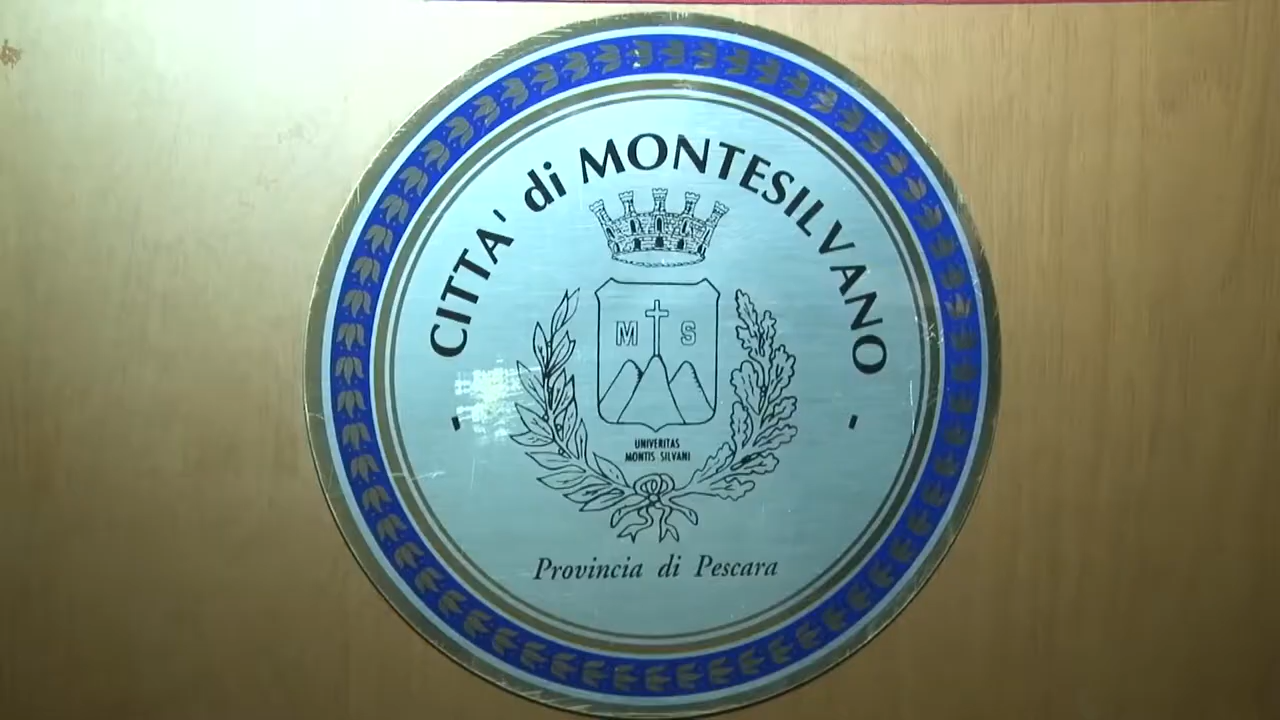 CITTA' di MONTESILVANO
M S
UNIVERITAS
MONTIS SILVANI
Provincia di Pescara